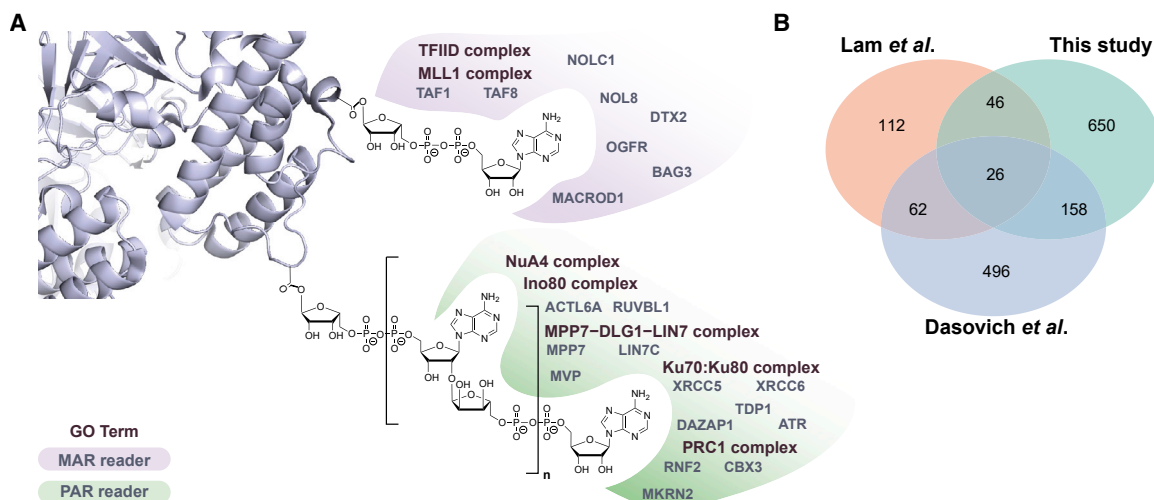 A
TFIID complex
MLL1 complex
TAF1 TAF8
NOLC1
NOL8
DTX2
OGFR
BAG3
MACROD1
O
O
O
OH OH
O
O P O P O
O O
O
NH2
N
N
N
N
OH OH
NuA4 complex
Ino80 complex
ACTL6A RUVBL1
MPP7–DLG1–LIN7 complex
MPP7 LIN7C
MVP
Ku70:Ku80 complex
XRCC5 XRCC6
TDP1
DAZAP1 ATR
PRC1 complex
RNF2 CBX3
MKRN2
n
GO Term
MAR reader
PAR reader
B
Lam et al.
This study
46
112
650
26
62
158
496
Dasovich et al.